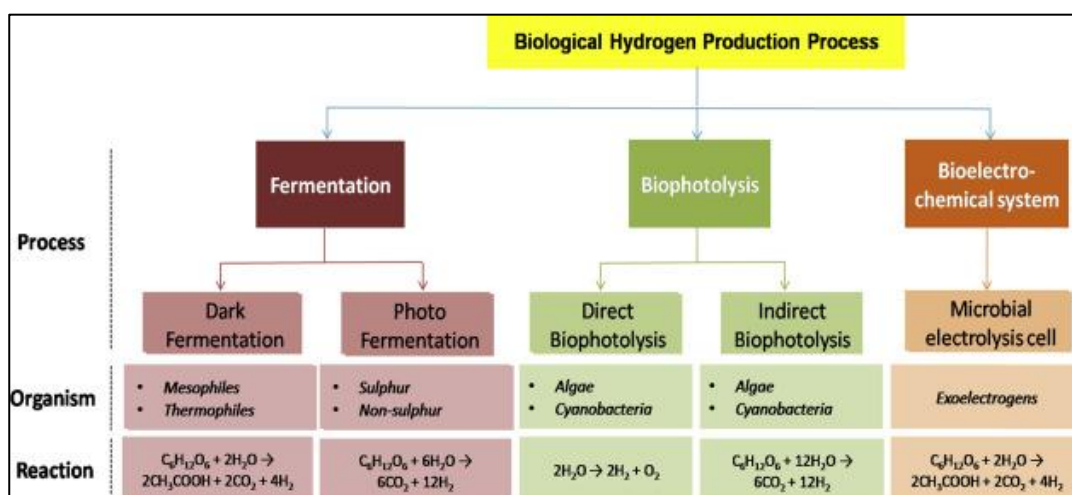 Biological Hydrogen Production Process
Fermentation
Biophotolysis
Bioelectro-
chemical system
Process
Dark
Fermentation
Photo
Fermentation
Direct
Biophotolysis
Indirect
Biophotolysis
Microbial
electrolysis cell
Organism
• Mesophiles
• Thermophiles
• Sulphur
• Non-sulphur
• Algae
• Cyanobacteria
• Algae
• Cyanobacteria
Exoelectrogens
Reaction
C₆H₁₂O₆ + 2H₂O →
2CH₃COOH + 2CO₂ + 4H₂
C₆H₁₂O₆ + 6H₂O →
6CO₂ + 12H₂
2H₂O → 2H₂ + O₂
C₆H₁₂O₆ + 12H₂O →
6CO₂ + 12H₂
C₆H₁₂O₆ + 2H₂O →
2CH₃COOH + 2CO₂ + 4H₂